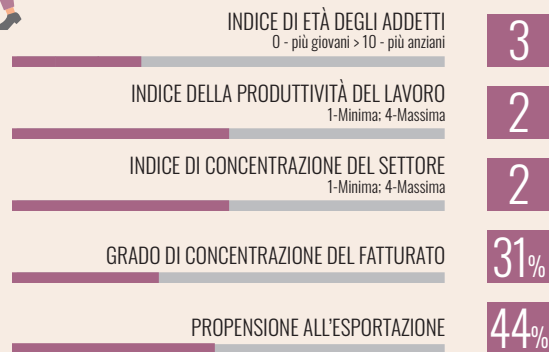 INDICE DI ETÀ DEGLI ADDETTI
0 - più giovani > 10 - più anziani
3
INDICE DELLA PRODUTTIVITÀ DEL LAVORO
1-Minima; 4-Massima
2
INDICE DI CONCENTRAZIONE DEL SETTORE
1-Minima; 4-Massima
2
GRADO DI CONCENTRAZIONE DEL FATTURATO
31%
PROPENSIONE ALL'ESPORTAZIONE
44%